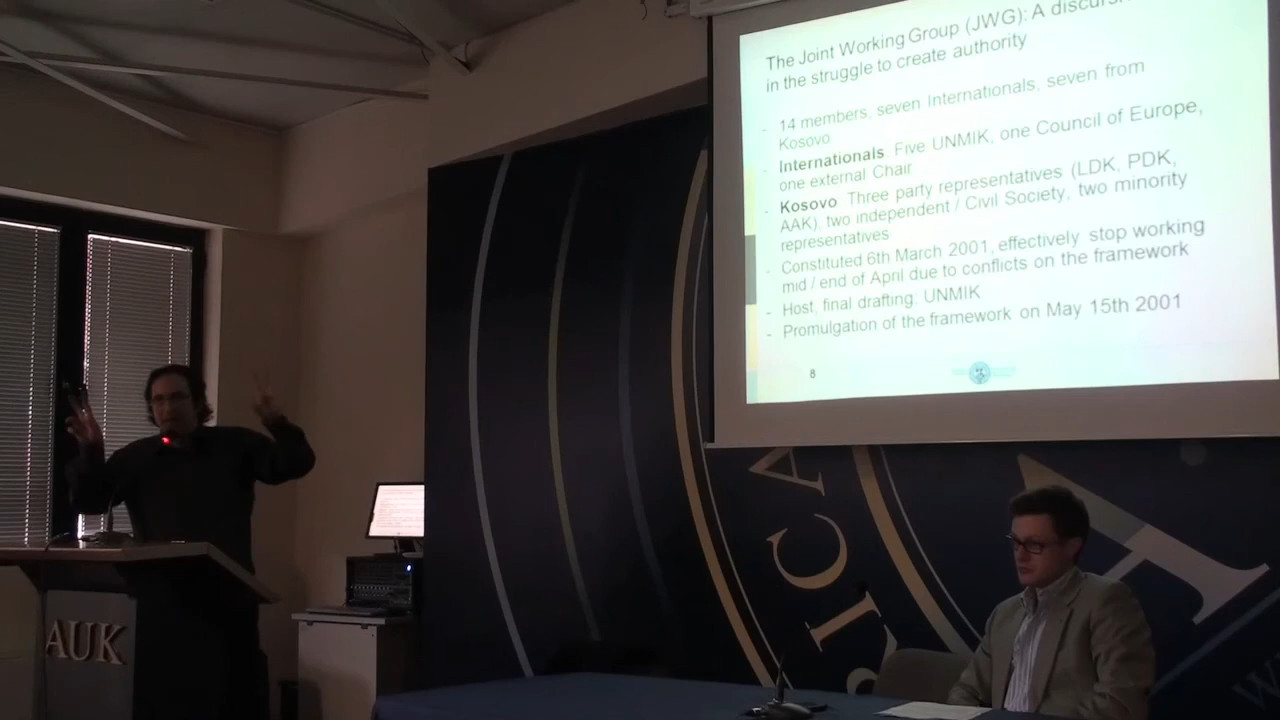 The Joint Working Group (JWG): A
in the struggle to create authority
- 14 members, seven Internationals, seven from
Kosovo
- Internationals: Five UNMIK, one Council of Europe,
one external Chair
- Kosovo: Three party representatives (LDK, PDK,
AAK), two independent / Civil Society, two minority
representatives
- Constituted 6th March 2001, effectively stop working
mid / end of April due to conflicts on the framework
- Host, final drafting: UNMIK
- Promulgation of the framework on May 15th 2001
8
AUK
RICA